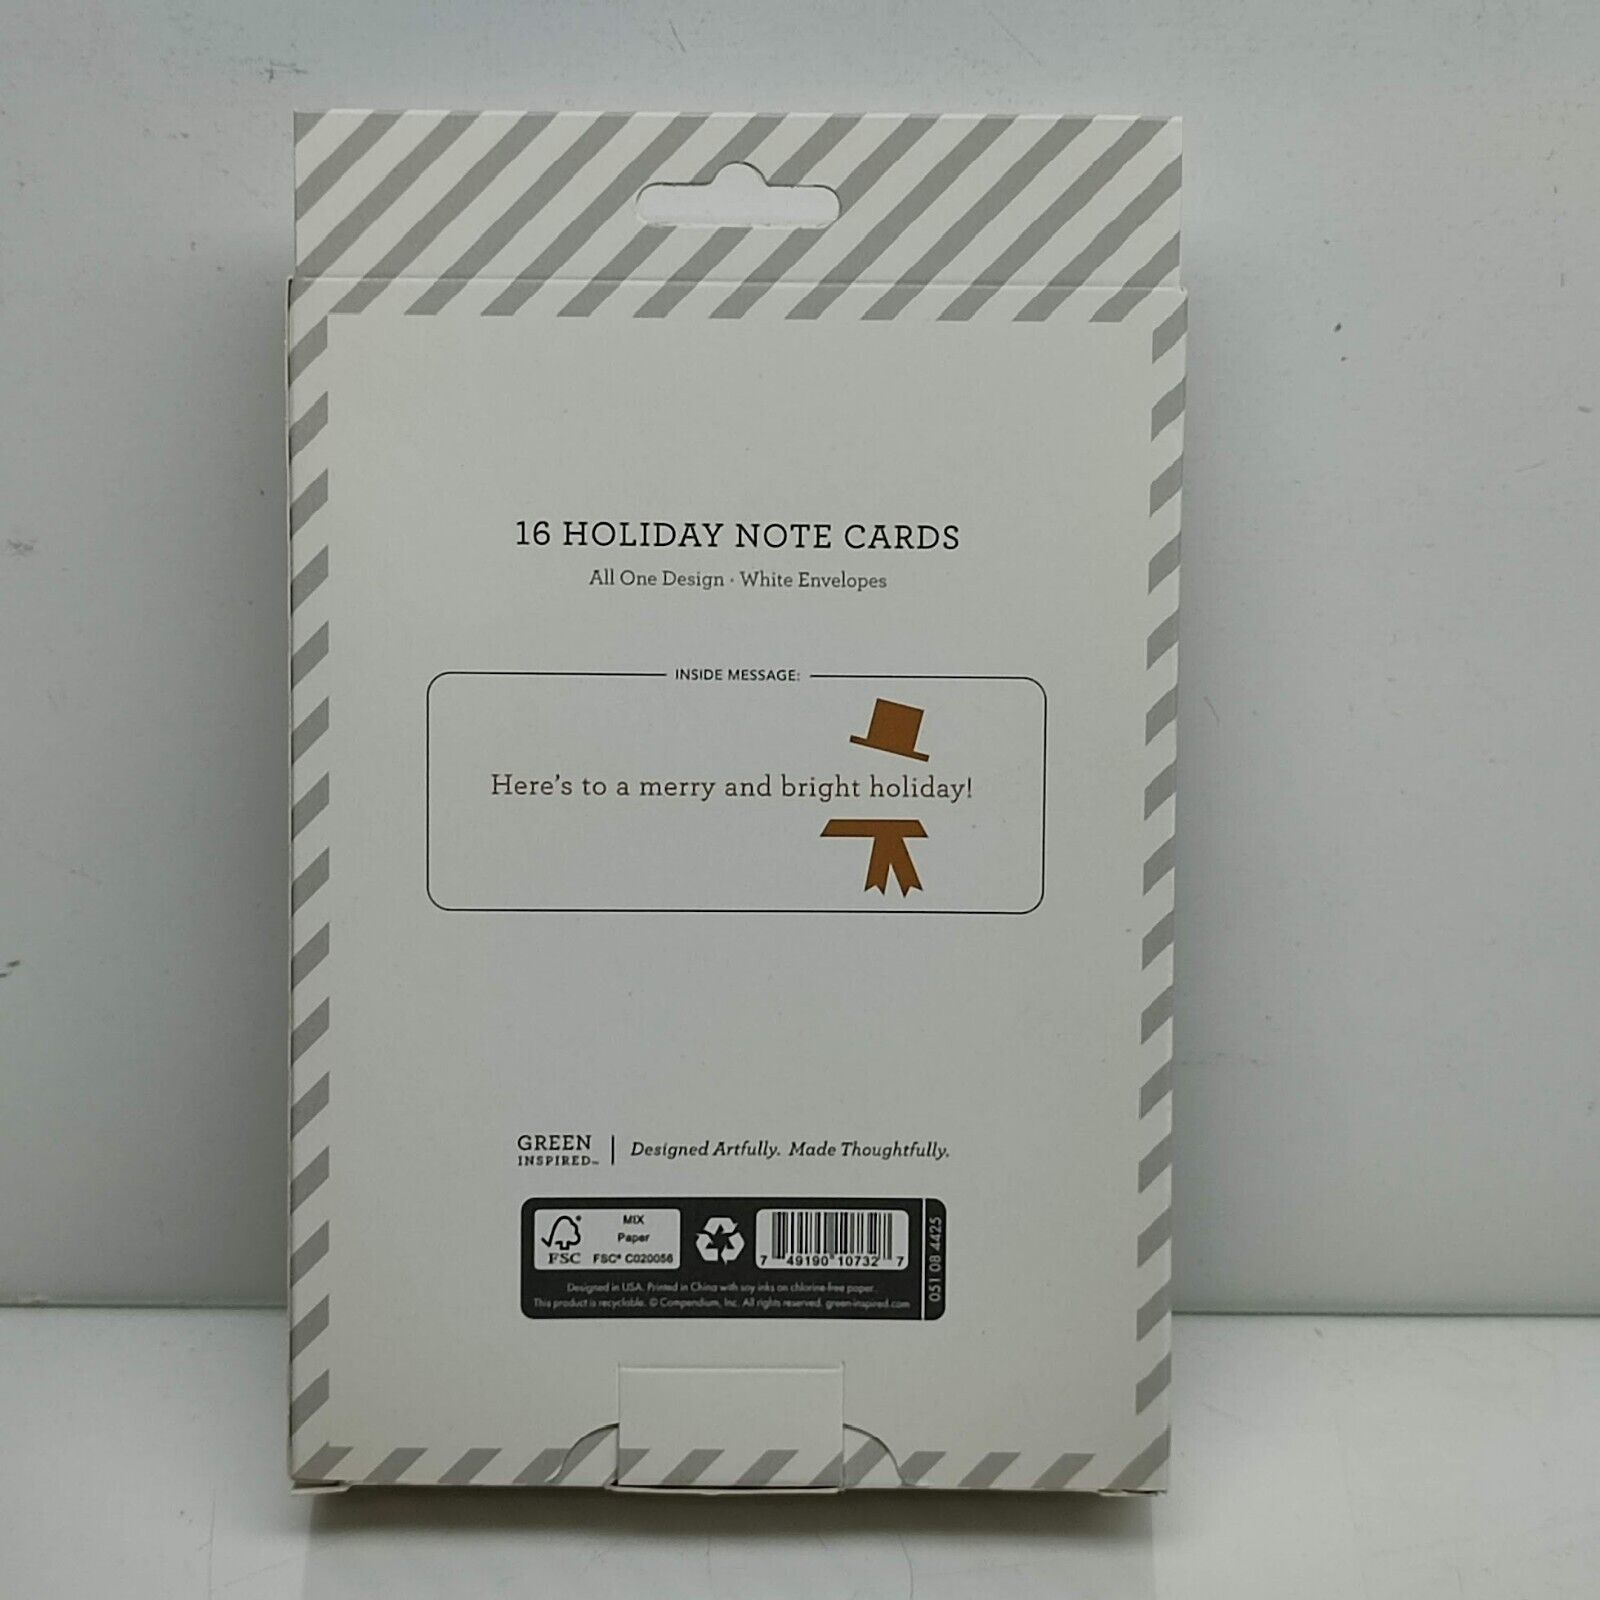 16 HOLIDAY NOTE CARDS
All One Design · White Envelopes
INSIDE MESSAGE:
Here's to a merry and bright holiday!
GREEN
INSPIRED™
Designed Artfully. Made Thoughtfully.
FSC
MIX
Paper
FSC® C020056
7 49190 10732 7
051 08 4425
Designed in USA. Printed in China with soy inks on chlorine-free paper.
This product is recyclable. © Compendium, Inc. All rights reserved. green-inspired.com